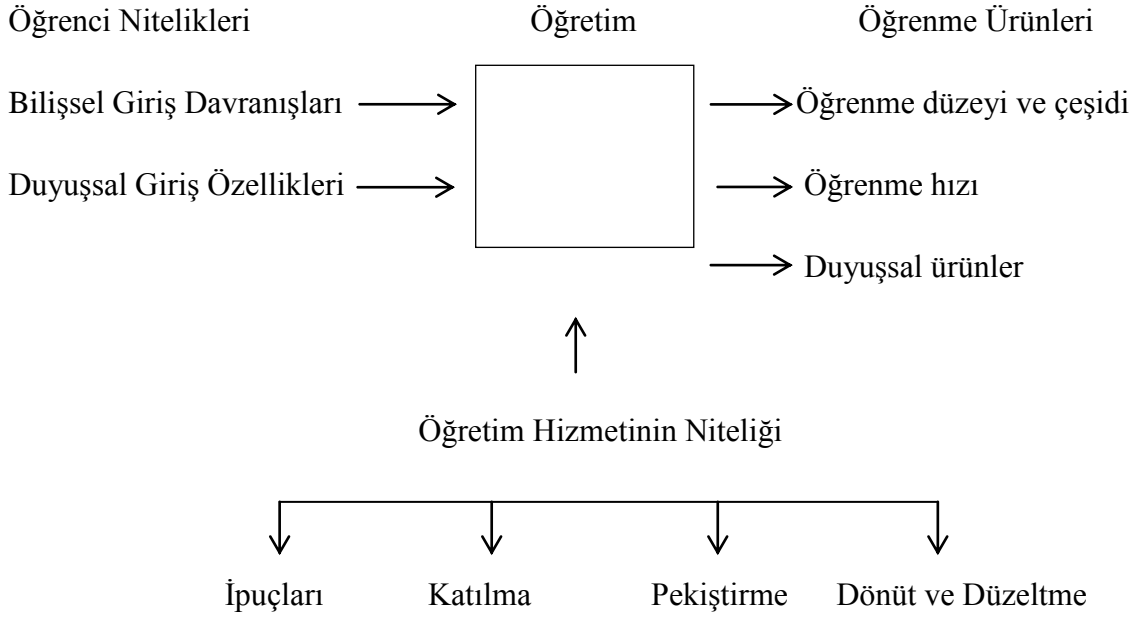 Öğrenci Nitelikleri Öğretim Öğrenme Ürünleri
Bilişsel Giriş Davranışları Öğrenme düzeyi ve çeşidi
Duyuşsal Giriş Özellikleri Öğrenme hızı
Duyuşsal ürünler
Öğretim Hizmetinin Niteliği
İpuçları Katılma Pekiştirme Dönüt ve Düzeltme